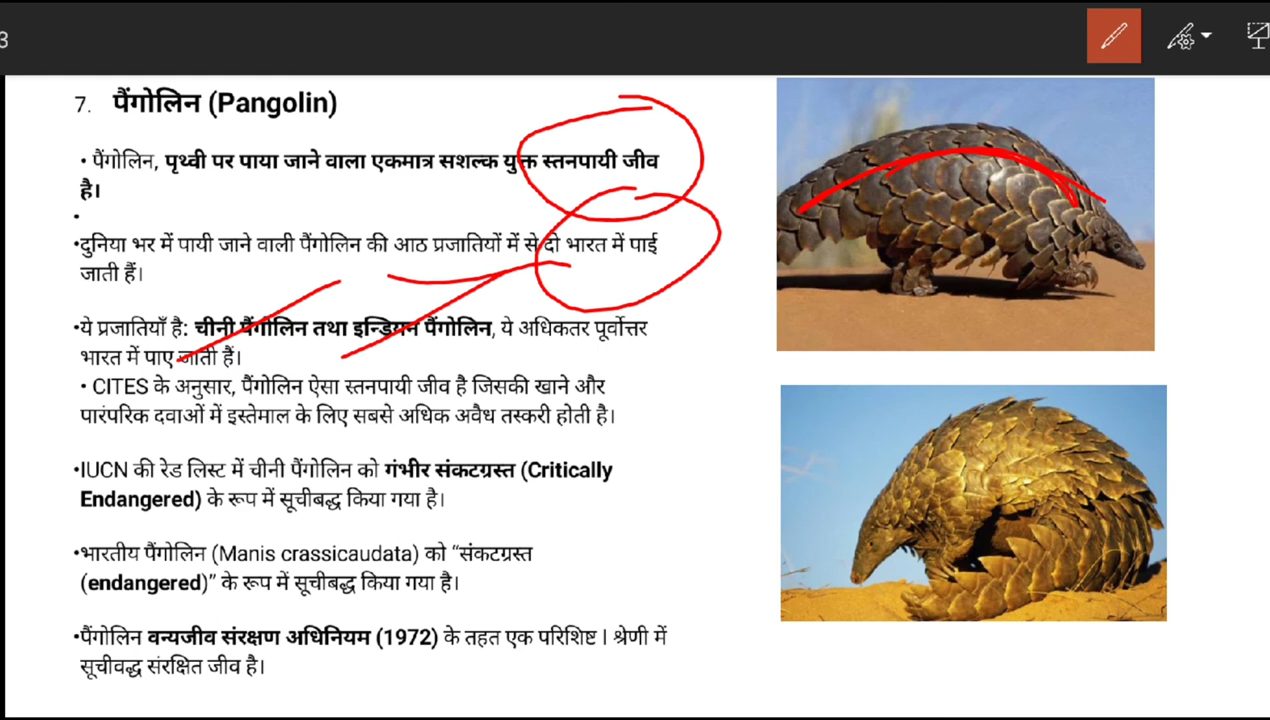 3
7. पैंगोलिन (Pangolin)
• पैंगोलिन, पृथ्वी पर पाया जाने वाला एकमात्र सशल्क युक्त स्तनपायी जीव
है।
•
•दुनिया भर में पायी जाने वाली पैंगोलिन की आठ प्रजातियों में से दो भारत में पाई
जाती हैं।
•ये प्रजातियाँ है: चीनी पैंगोलिन तथा इन्डियन पैंगोलिन, ये अधिकतर पूर्वोत्तर
भारत में पाए जाती हैं।
• CITES के अनुसार, पैंगोलिन ऐसा स्तनपायी जीव है जिसकी खाने और
पारंपरिक दवाओं में इस्तेमाल के लिए सबसे अधिक अवैध तस्करी होती है।
•IUCN की रेड लिस्ट में चीनी पैंगोलिन को गंभीर संकटग्रस्त (Critically
Endangered) के रूप में सूचीबद्ध किया गया है।
•भारतीय पैंगोलिन (Manis crassicaudata) को “संकटग्रस्त
(endangered)” के रूप में सूचीबद्ध किया गया है।
•पैंगोलिन वन्यजीव संरक्षण अधिनियम (1972) के तहत एक परिशिष्ट I श्रेणी में
सूचीवद्ध संरक्षित जीव है।